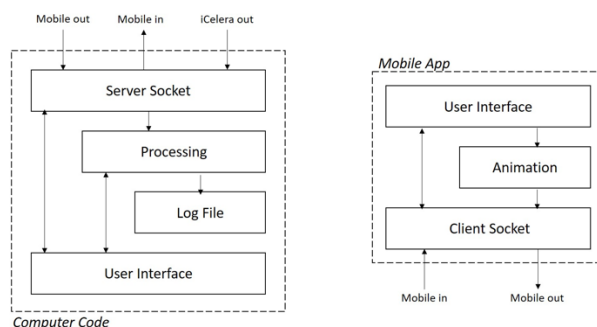 Mobile out Mobile in iCelera out
Server Socket
Processing
Log File
User Interface
Computer Code
Mobile App
User Interface
Animation
Client Socket
Mobile in Mobile out